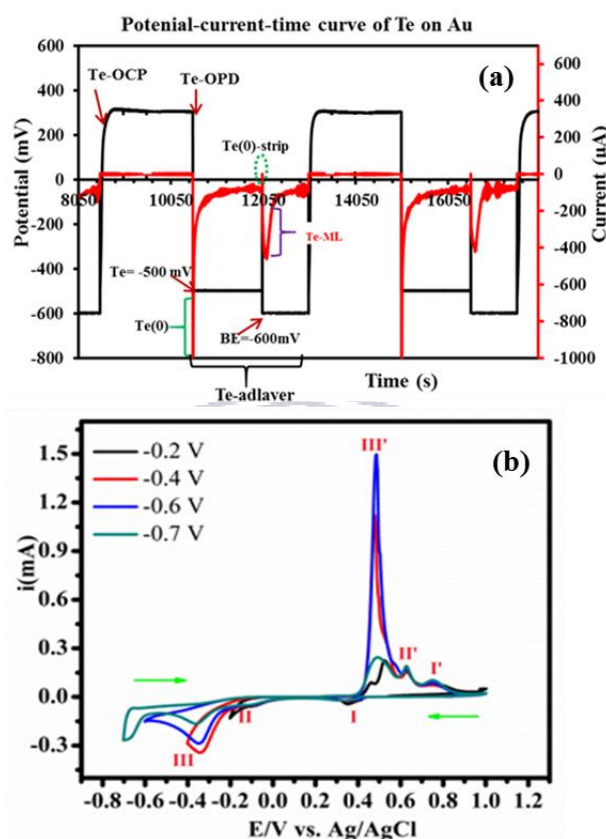 Potenial-current-time curve of Te on Au
(a)
600
400
200
0
-200
-400
-600
-800
Potential (mV)
600
400
200
0
-200
-400
-600
-800
-1000
Current (µA)
8050
10050
12050
14050
16050
Time (s)
Te-OCP
Te-OPD
Te(0)-strip
Te-ML
Te= -500 mV
Te(0)
BE=-600mV
Te-adlayer
(b)
-0.2 V
-0.4 V
-0.6 V
-0.7 V
III'
II'
I'
I
II
III
1.5
1.2
0.9
0.6
0.3
0.0
-0.3
i(mA)
-0.8 -0.6 -0.4 -0.2 0.0 0.2 0.4 0.6 0.8 1.0
E/V vs. Ag/AgCl